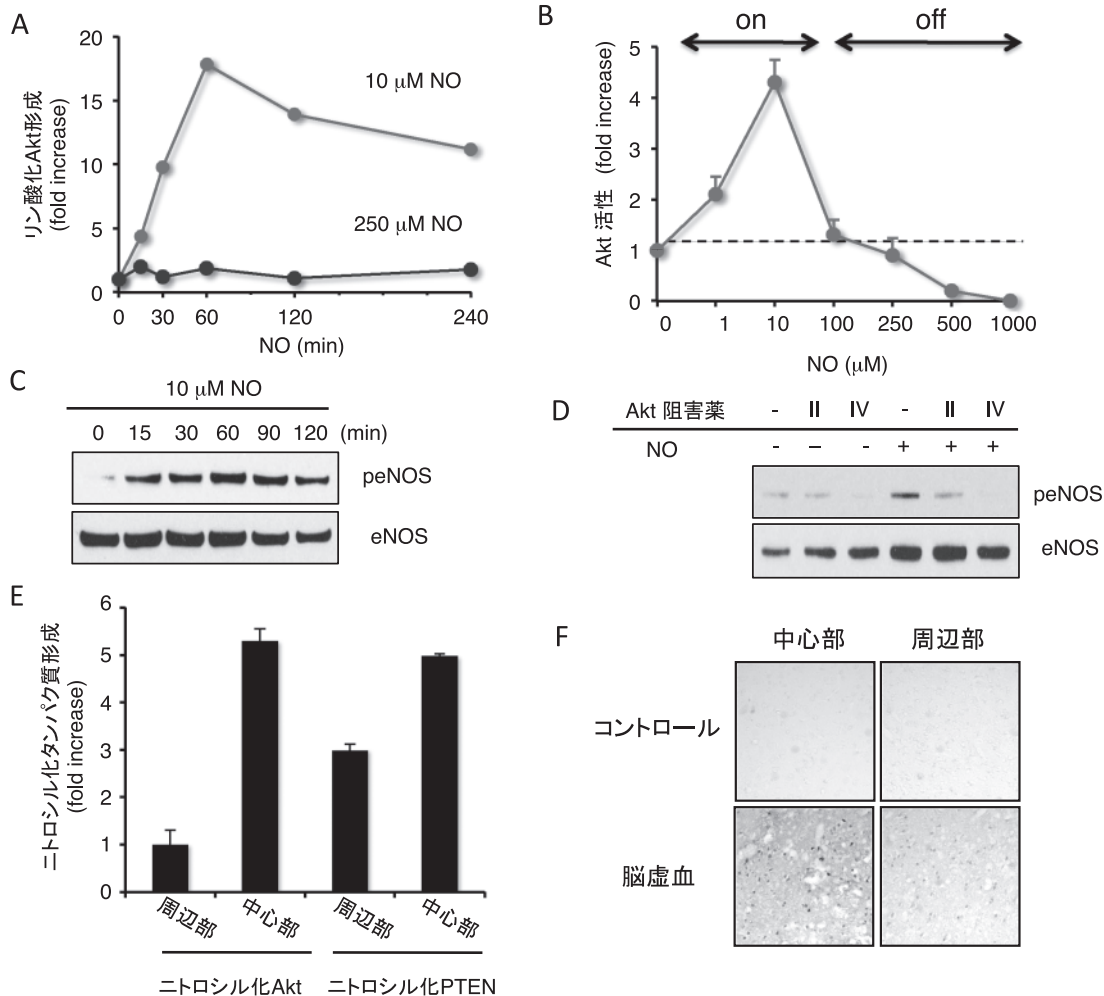 A
リン酸化Akt形成
(fold increase)
20
15
10
5
0
10 μM NO
250 μM NO
0 30 60 120 240
NO (min)
B
on off
Akt 活性 (fold increase)
5
4
3
2
1
0
0 1 10 100 250 500 1000
NO (μM)
C
10 μM NO
0 15 30 60 90 120 (min)
peNOS
eNOS
D
Akt 阻害薬 - II IV - II IV
NO - – - + + +
peNOS
eNOS
E
ニトロシル化タンパク質形成
(fold increase)
6
5
4
3
2
1
0
周辺部 中心部 周辺部 中心部
ニトロシル化Akt ニトロシル化PTEN
F
中心部 周辺部
コントロール
脳虚血